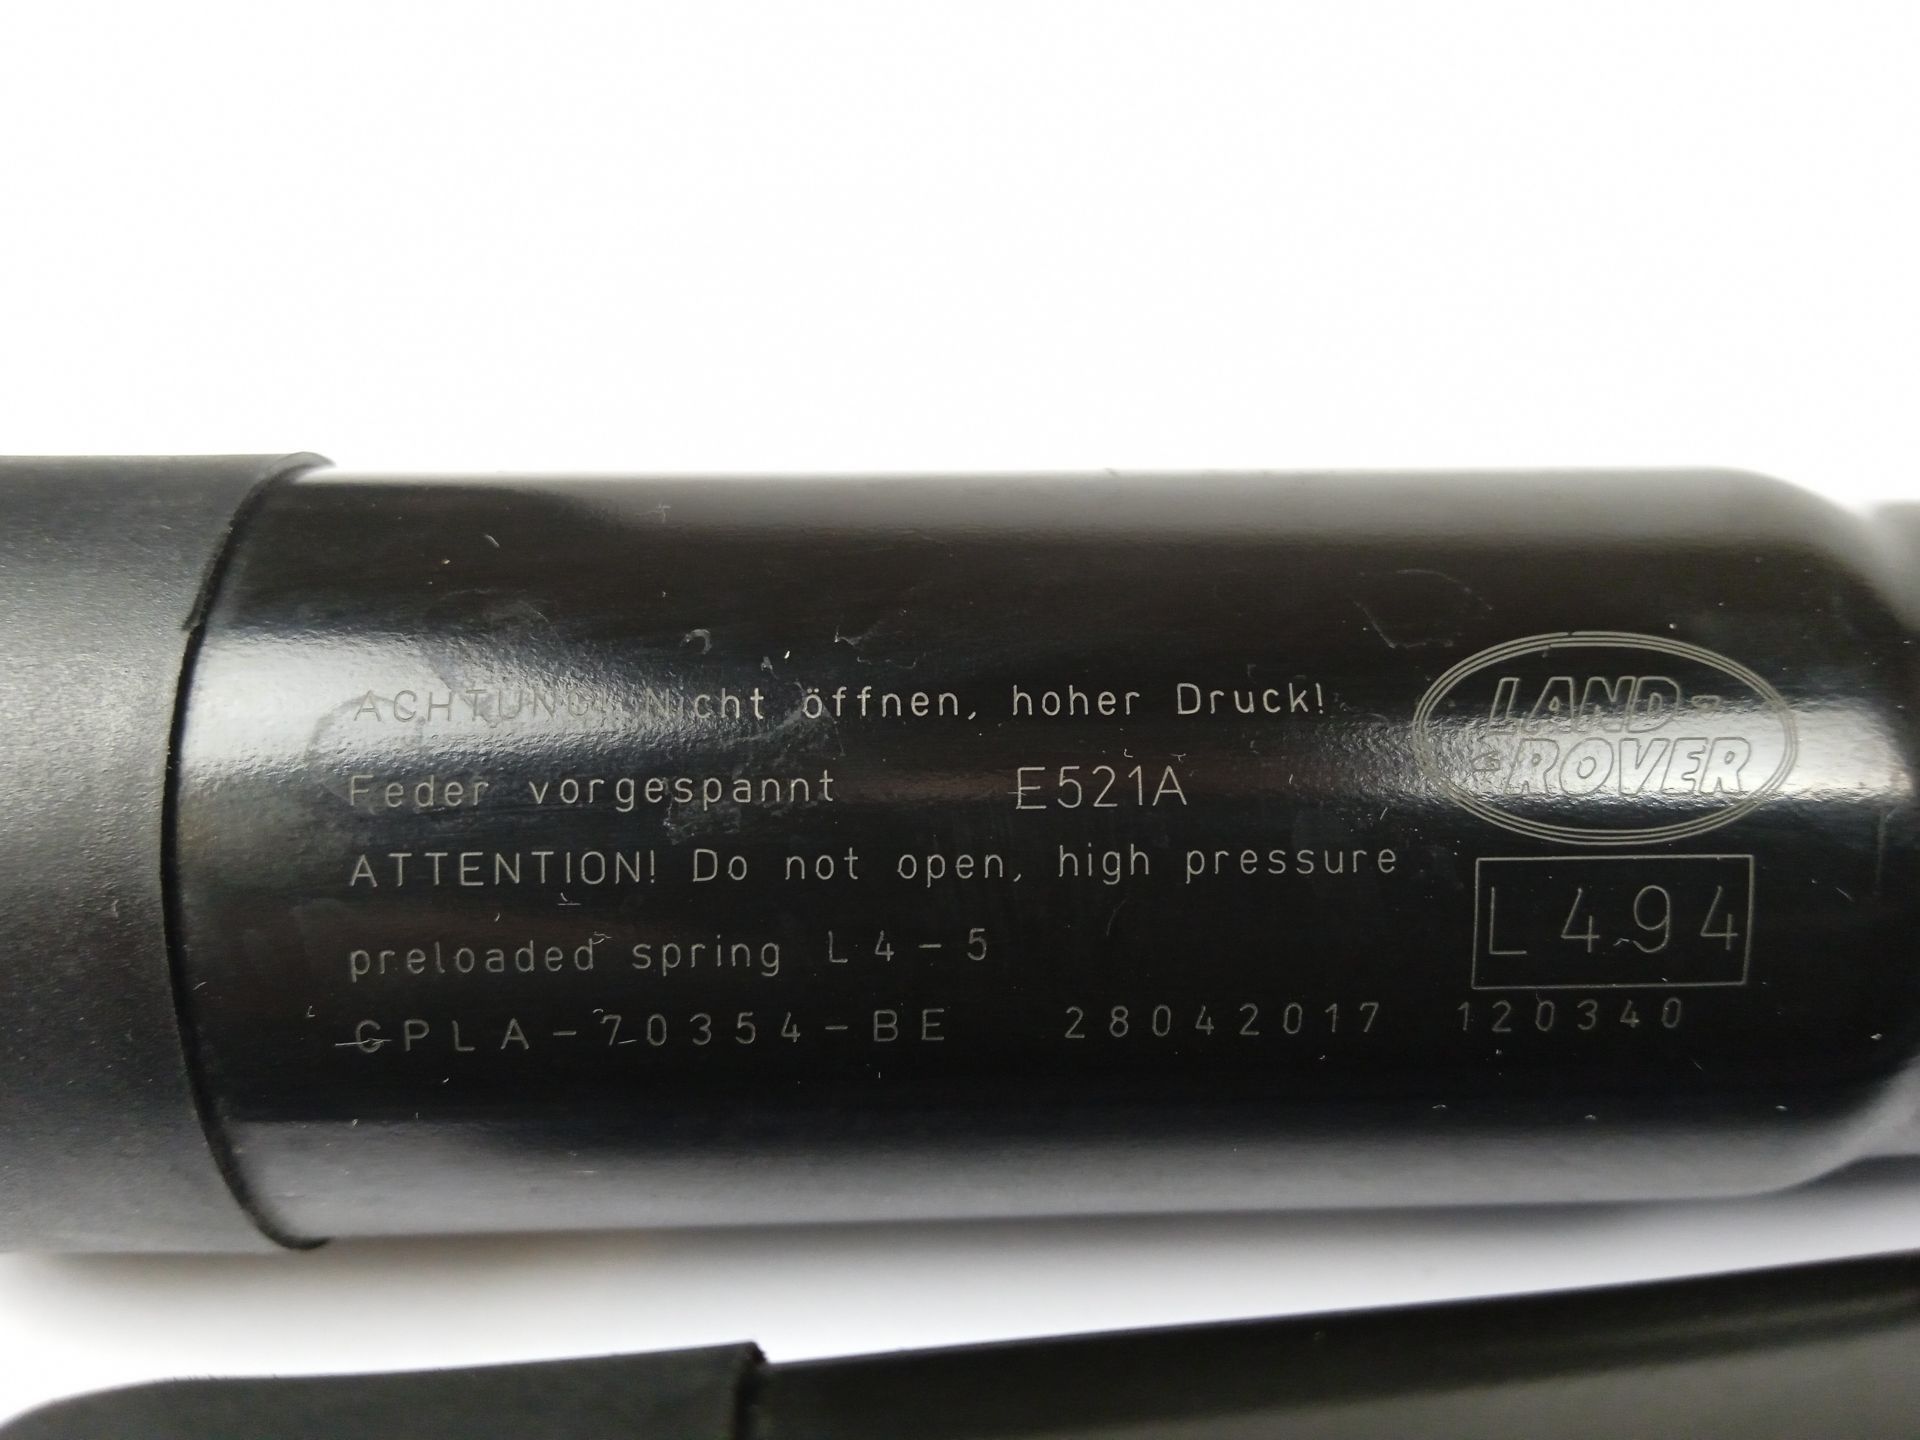 ACHTUNG! Nicht öffnen, hoher Druck!
Feder vorgespannt E521A
ATTENTION! Do not open, high pressure
preloaded spring L4-5
CPLA-70354-BE 28042017 120340
LAND-
ROVER
L494